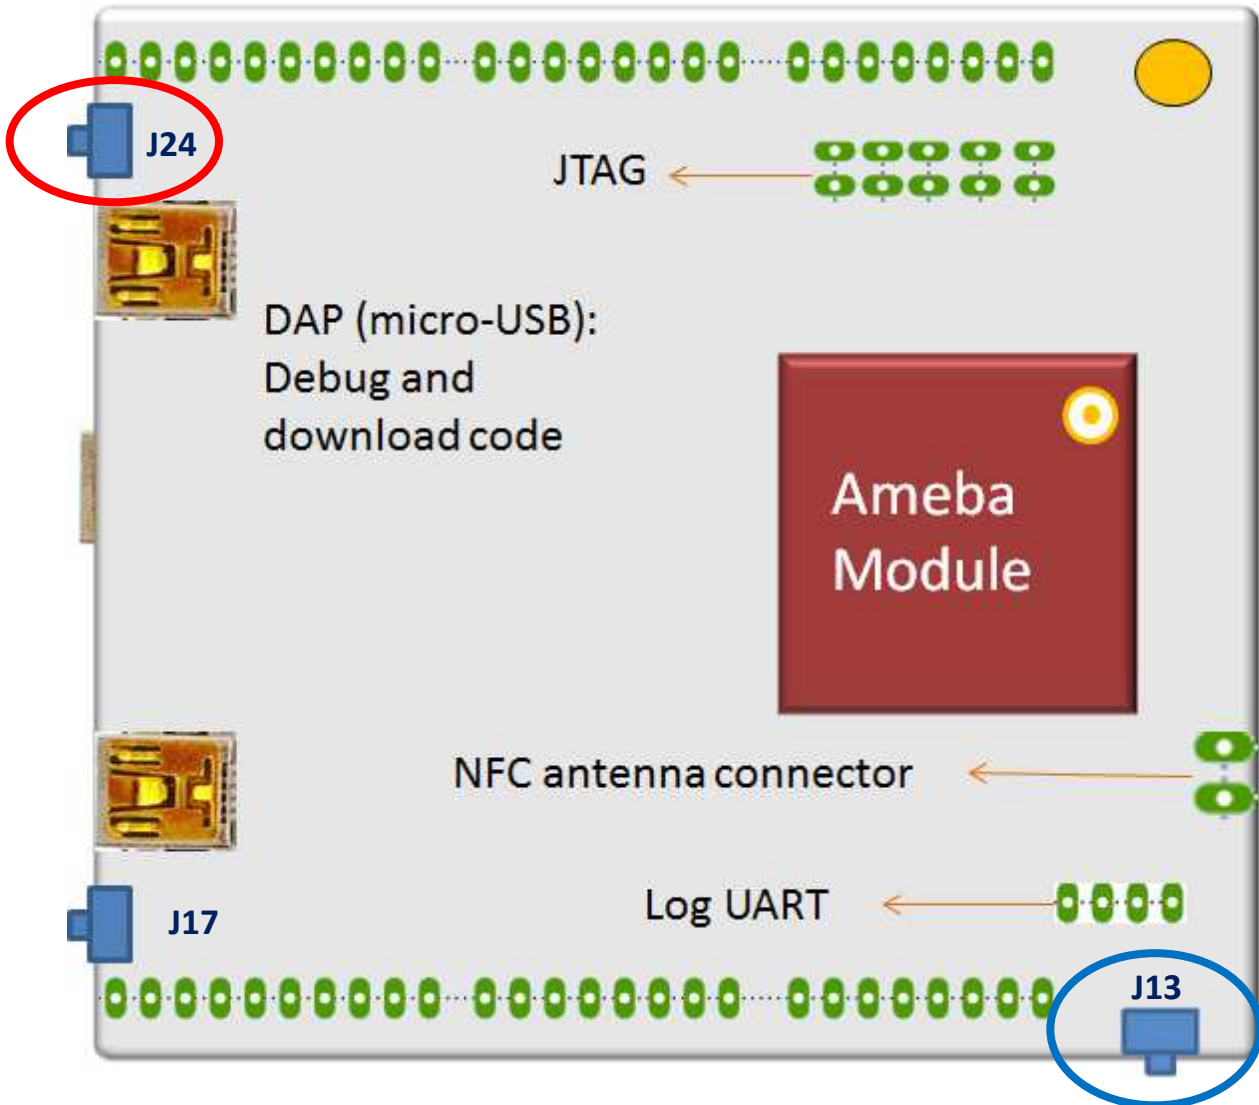 J24
JTAG
DAP (micro-USB):
Debug and
download code
Ameba
Module
NFC antenna connector
Log UART
J17
J13